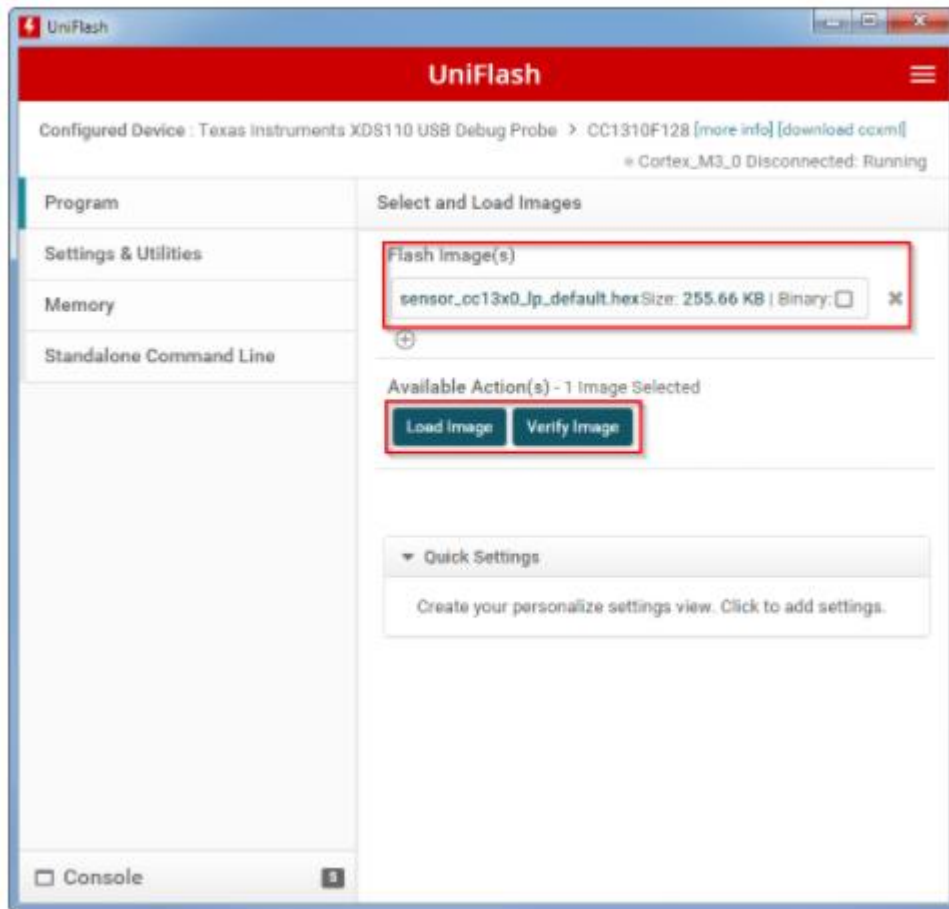 UniFlash
UniFlash
Configured Device : Texas Instruments XDS110 USB Debug Probe > CC1310F128 [more info] [download ccxml]
Cortex_M3_0 Disconnected: Running
Program
Select and Load Images
Settings & Utilities
Flash Image(s)
Memory
sensor_cc13x0_lp_default.hex Size: 255.66 KB | Binary:
Standalone Command Line
Available Action(s) - 1 Image Selected
Load Image Verify Image
Quick Settings
Create your personalize settings view. Click to add settings.
Console